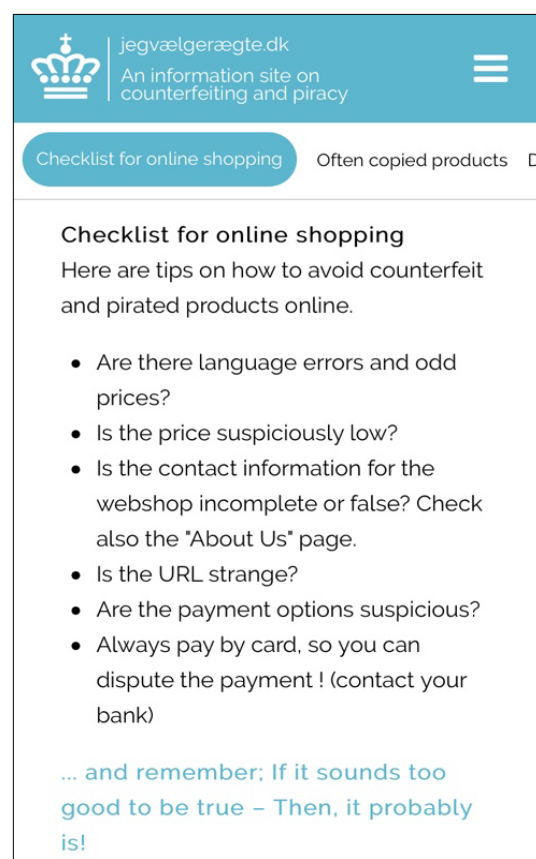 jegvælgerægte.dk
An information site on
counterfeiting and piracy
Checklist for online shopping
Often copied products
D
Checklist for online shopping
Here are tips on how to avoid counterfeit
and pirated products online.
• Are there language errors and odd
prices?
• Is the price suspiciously low?
• Is the contact information for the
webshop incomplete or false? Check
also the "About Us" page.
• Is the URL strange?
• Are the payment options suspicious?
• Always pay by card, so you can
dispute the payment ! (contact your
bank)
... and remember; If it sounds too
good to be true – Then, it probably
is!